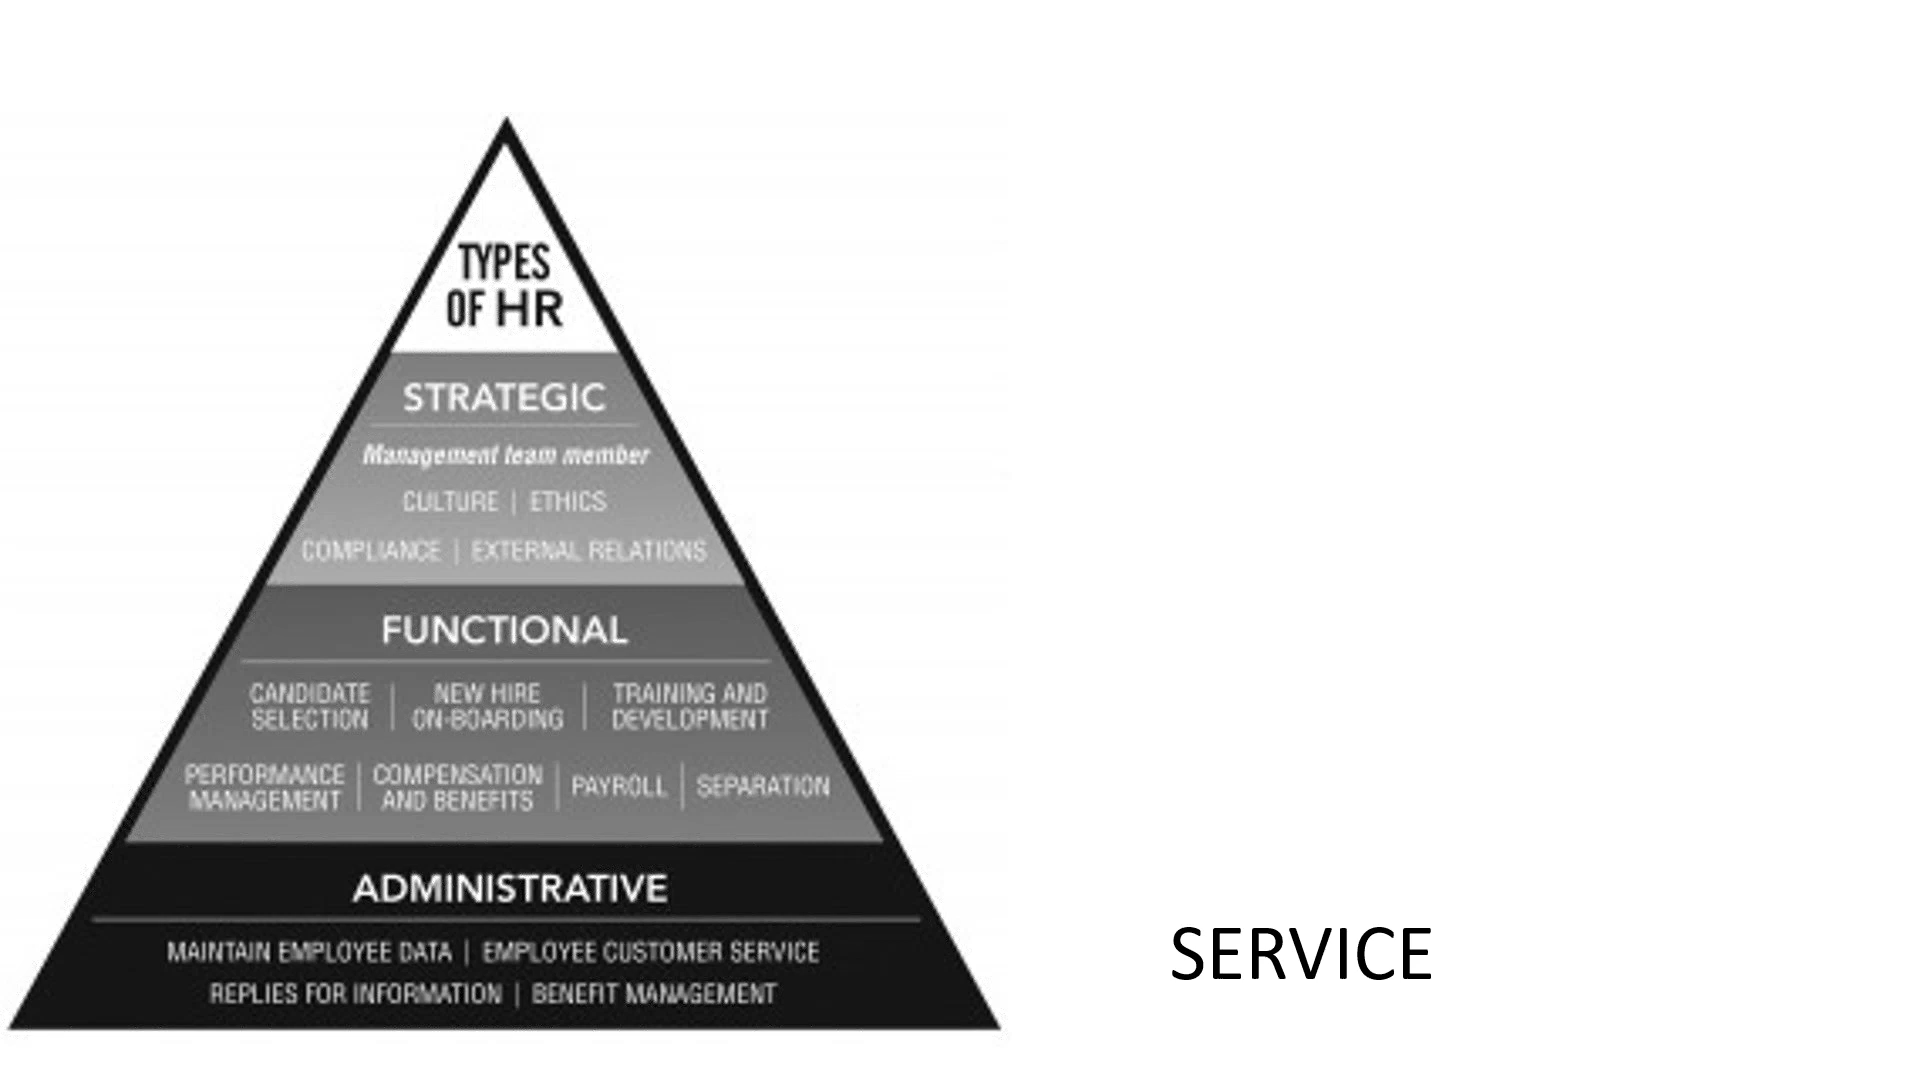 TYPES
OF HR
STRATEGIC
Management team member
CULTURE | ETHICS
COMPLIANCE | EXTERNAL RELATIONS
FUNCTIONAL
CANDIDATE SELECTION | NEW HIRE ON-BOARDING | TRAINING AND DEVELOPMENT
PERFORMANCE MANAGEMENT | COMPENSATION AND BENEFITS | PAYROLL | SEPARATION
ADMINISTRATIVE
MAINTAIN EMPLOYEE DATA | EMPLOYEE CUSTOMER SERVICE
REPLIES FOR INFORMATION | BENEFIT MANAGEMENT
SERVICE